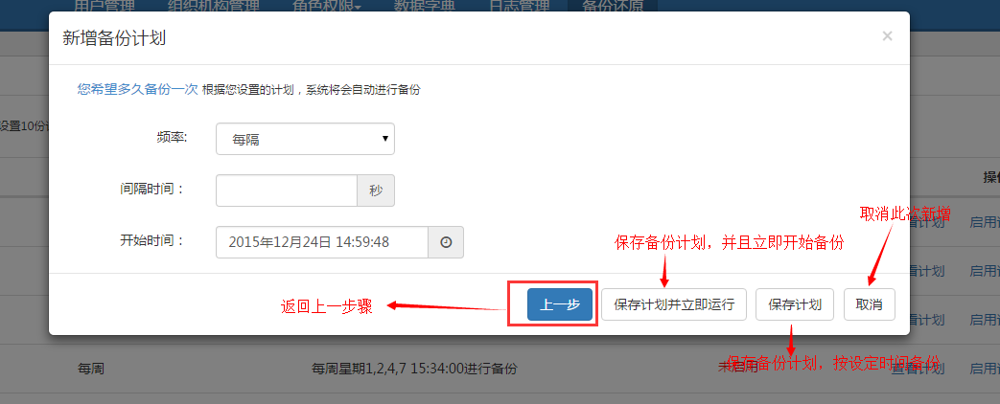 用户管理 组织机构管理 角色权限 数据字典 日志管理 备份还原
新增备份计划 ×
您希望多久备份一次 根据您设置的计划，系统将会自动进行备份
设置10份
频率: 每隔
操作
间隔时间： 秒
取消此次新增
查看计划 启用
开始时间： 2015年12月24日 14:59:48
保存备份计划，并且立即开始备份
看计划 启用
返回上一步骤
上一步 保存计划并立即运行 保存计划 取消
看计划 启用
保存备份计划，按设定时间备份
每周 每周星期1,2,4,7 15:34:00进行备份 未启用 查看计划 启用